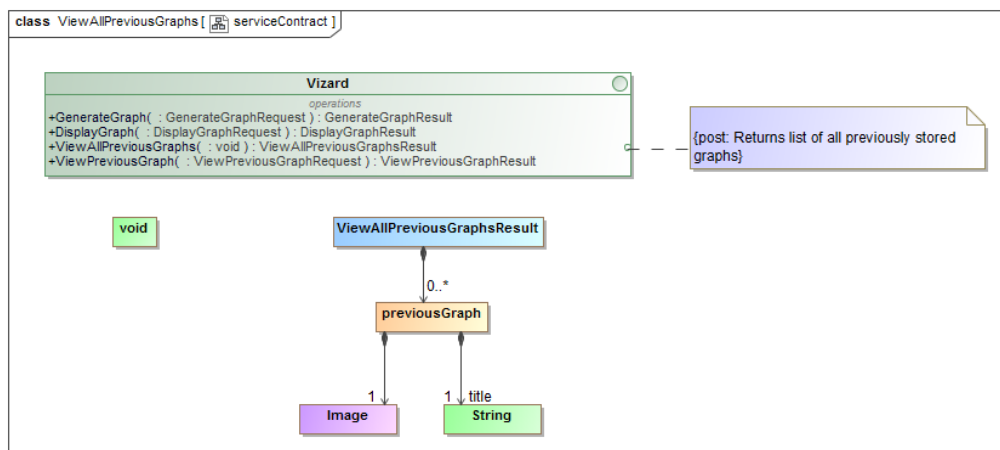 class ViewAllPreviousGraphs [ serviceContract ]
Vizard
operations
+GenerateGraph( : GenerateGraphRequest ) : GenerateGraphResult
+DisplayGraph( : DisplayGraphRequest ) : DisplayGraphResult
+ViewAllPreviousGraphs( : void ) : ViewAllPreviousGraphsResult
+ViewPreviousGraph( : ViewPreviousGraphRequest ) : ViewPreviousGraphResult
{post: Returns list of all previously stored
graphs}
void
ViewAllPreviousGraphsResult
0..*
previousGraph
1
1 title
Image
String